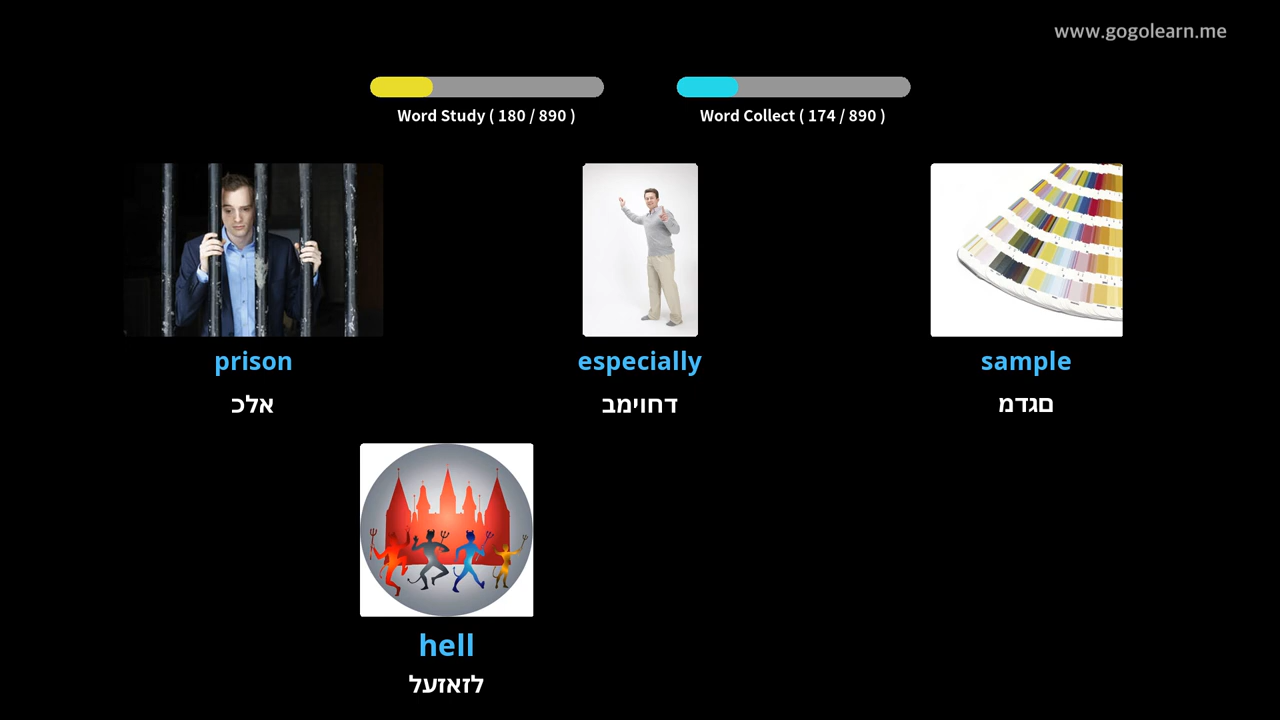 www.gogolearn.me
Word Study ( 180 / 890 )
Word Collect ( 174 / 890 )
prison
אלכ
especially
דחוימב
sample
םגדמ
hell
לזאזעל